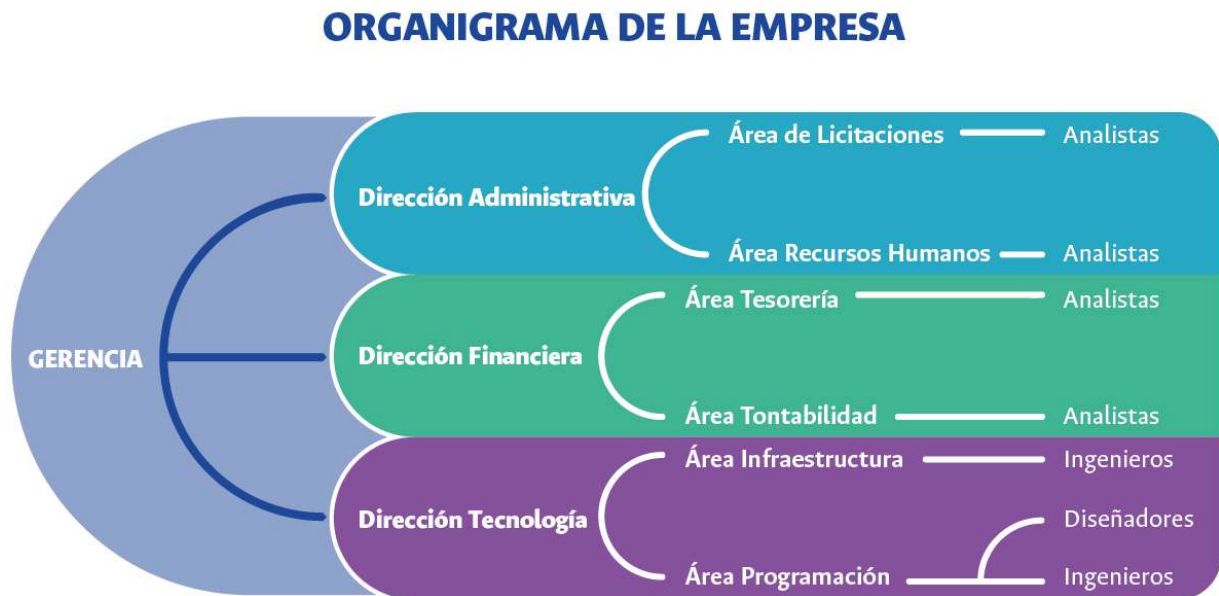 ORGANIGRAMA DE LA EMPRESA
GERENCIA
Dirección Administrativa
Área de Licitaciones
Analistas
Área Recursos Humanos
Analistas
Dirección Financiera
Área Tesorería
Analistas
Área Tontabilidad
Analistas
Dirección Tecnología
Área Infraestructura
Ingenieros
Área Programación
Diseñadores
Ingenieros